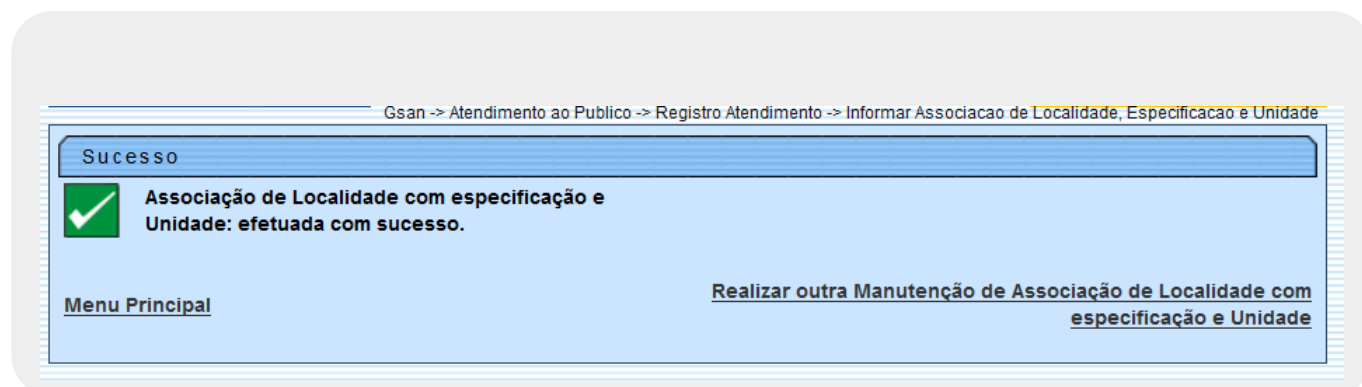 Gsan -> Atendimento ao Publico -> Registro Atendimento -> Informar Associacao de Localidade, Especificacao e Unidade
Sucesso
Associação de Localidade com especificação e
Unidade: efetuada com sucesso.
Menu Principal
Realizar outra Manutenção de Associação de Localidade com
especificação e Unidade